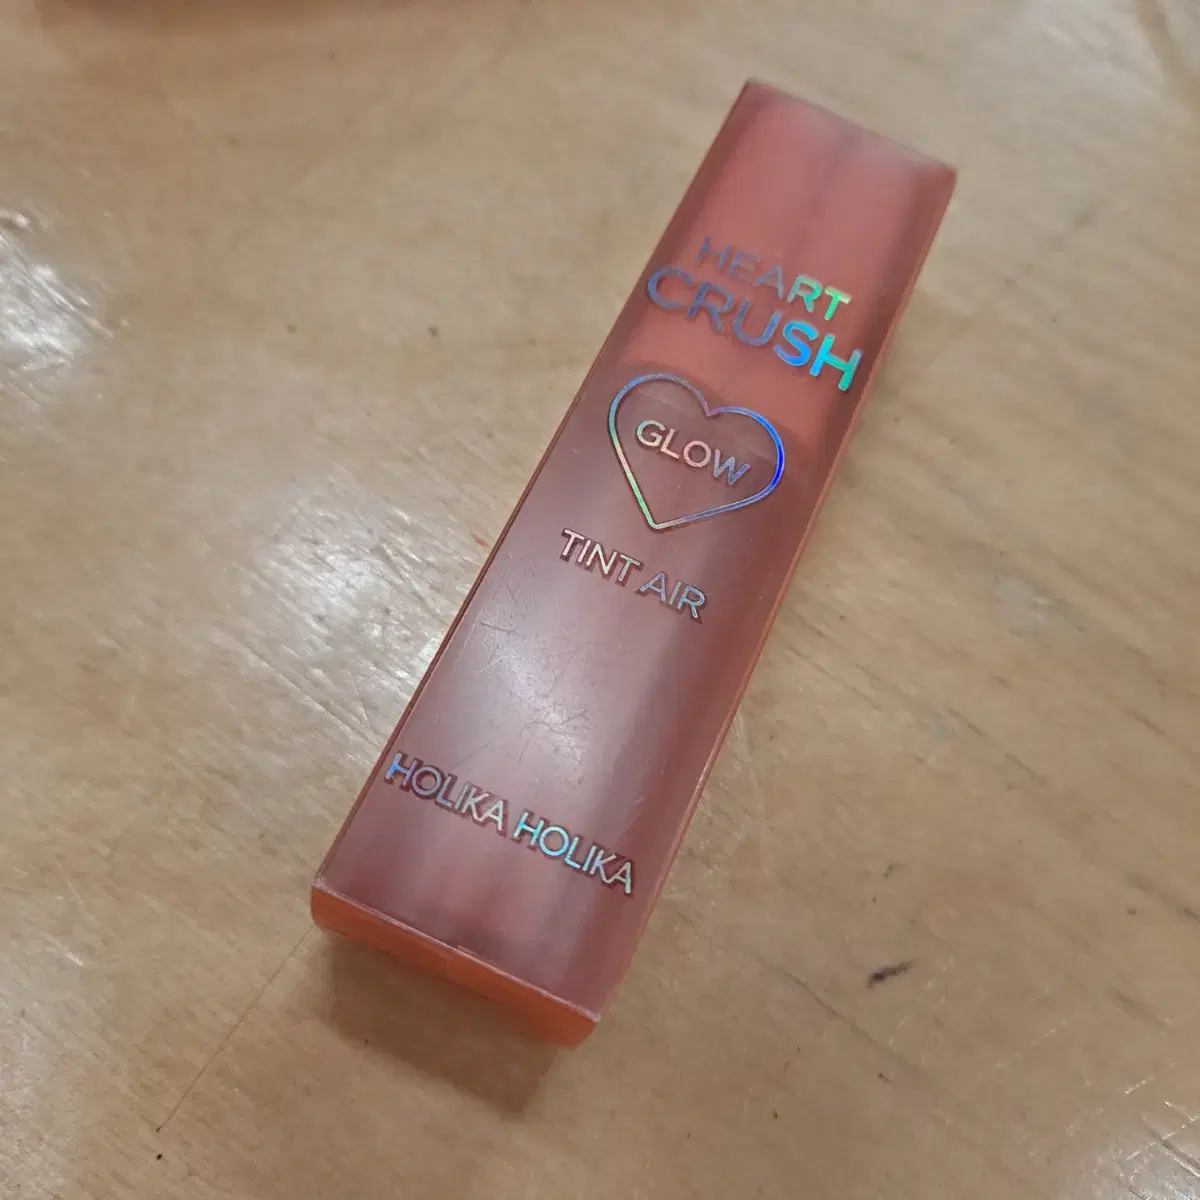 HEART
CRUSH
GLOW
TINT AIR
HOLIKA HOLIKA